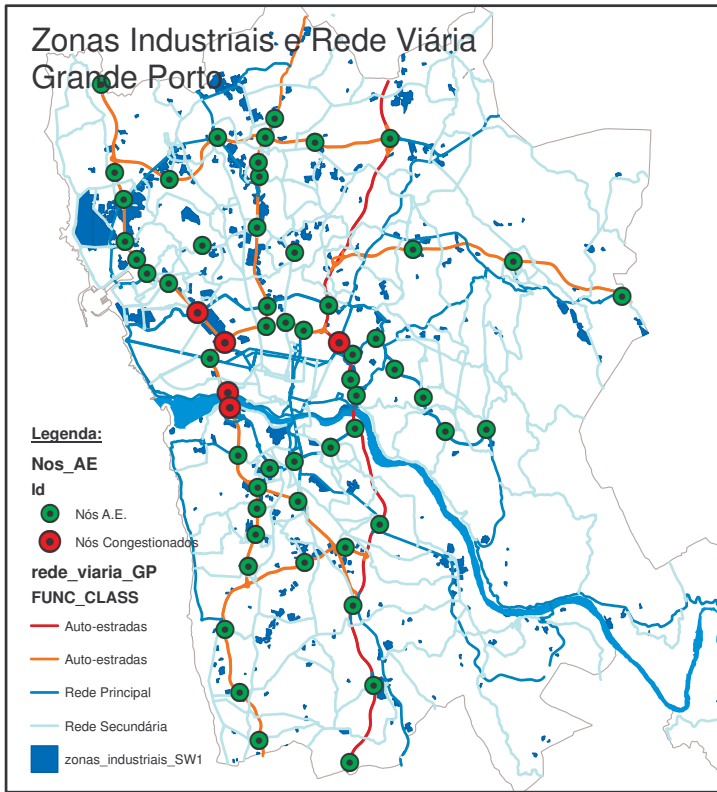 Zonas Industriais e Rede Viária
Grande Porto
Legenda:
Nos_AE
Id
Nós A.E.
Nós Congestionados
rede_viaria_GP
FUNC_CLASS
Auto-estradas
Auto-estradas
Rede Principal
Rede Secundária
zonas_industriais_SW1